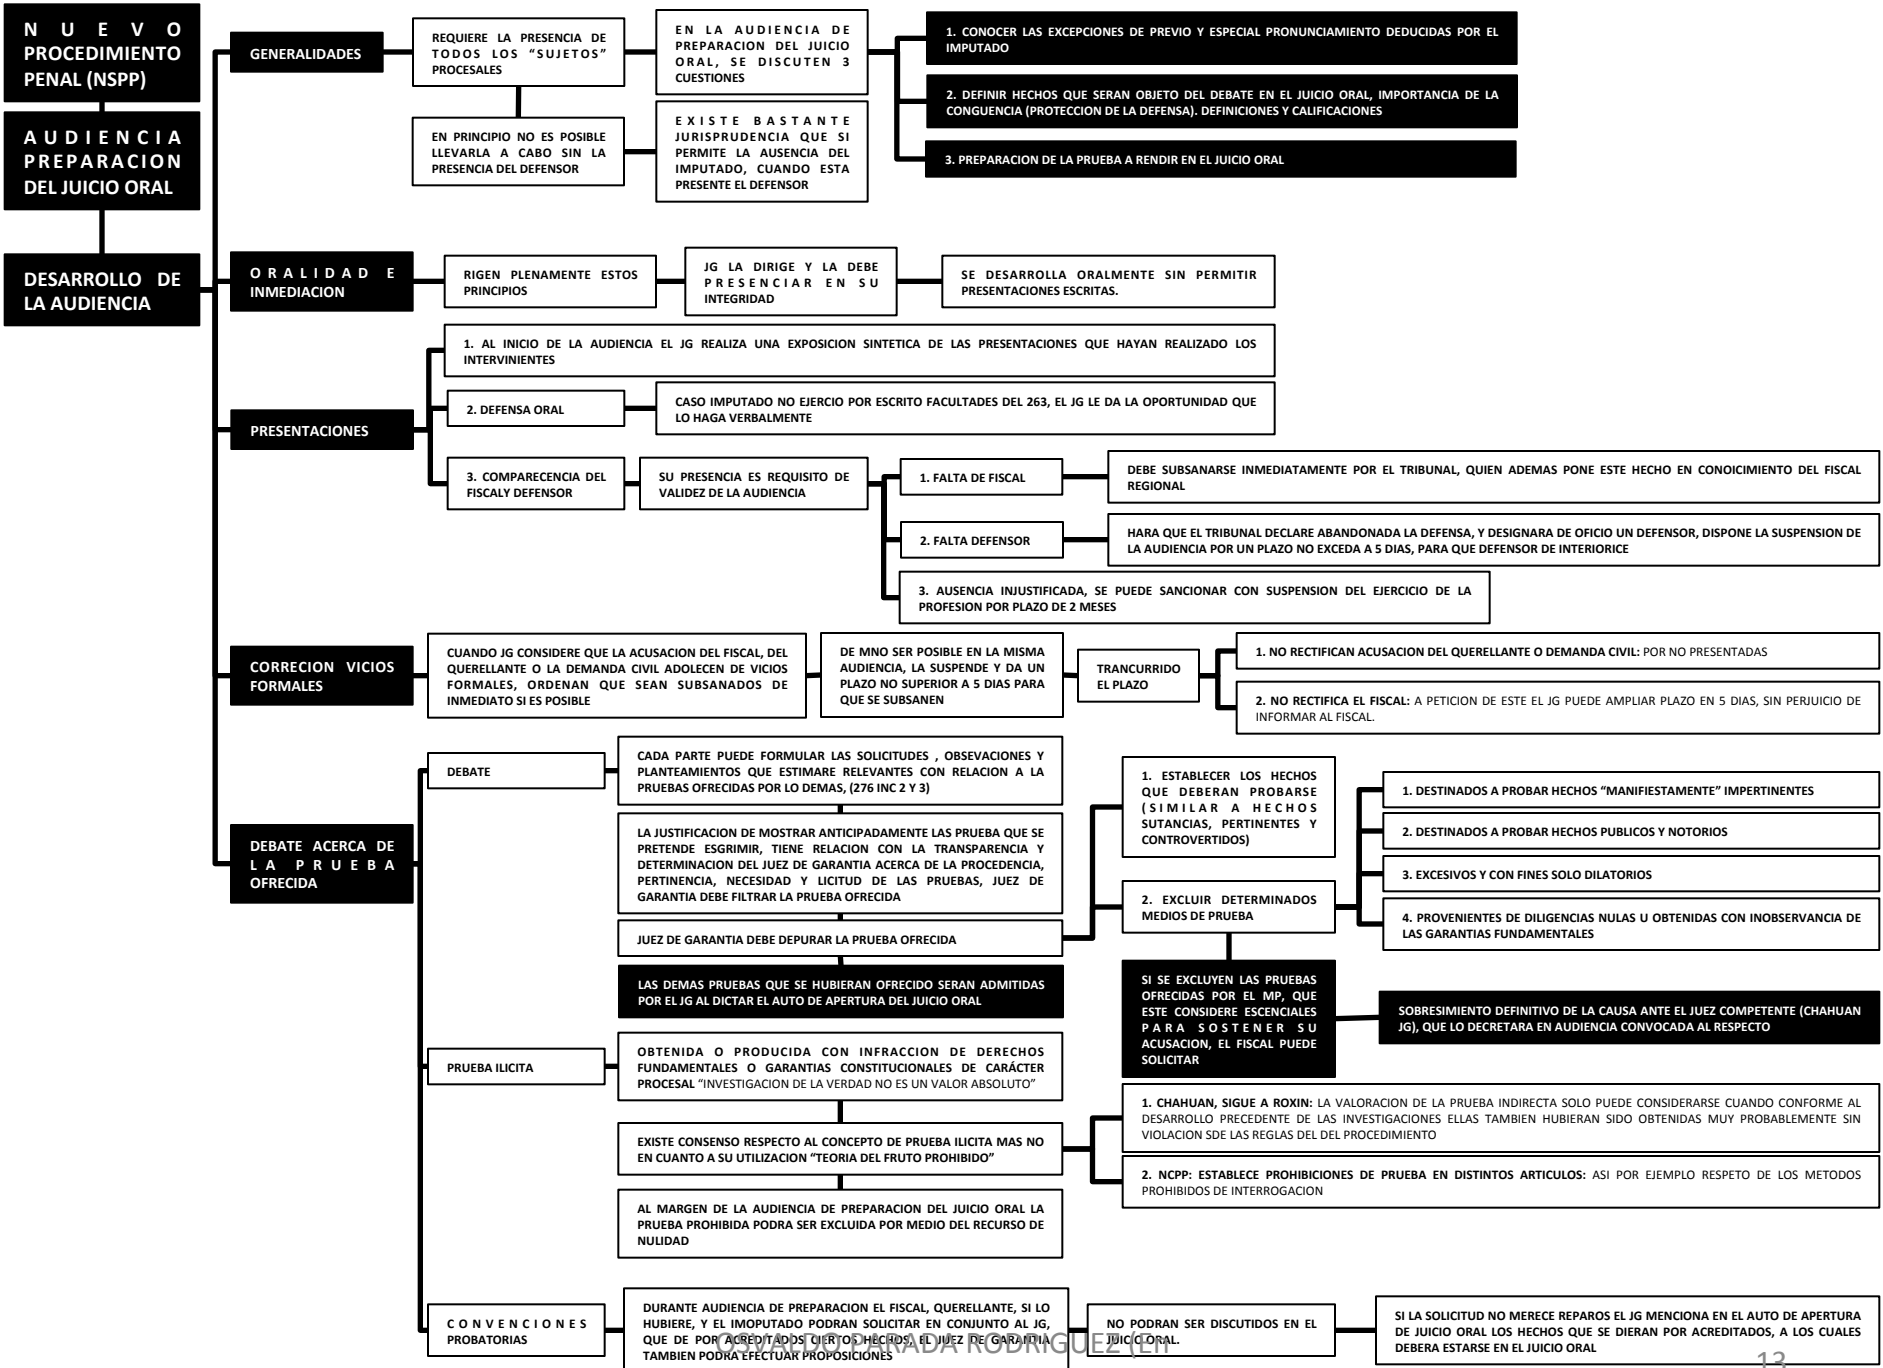 NUEVO
PROCEDIMIENTO
PENAL (NSPP)
AUDIENCIA
PREPARACION
DEL JUICIO ORAL
DESARROLLO DE
LA AUDIENCIA
GENERALIDADES
REQUIERE LA PRESENCIA DE
TODOS LOS “SUJETOS”
PROCESALES
EN LA AUDIENCIA DE
PREPARACION DEL JUICIO
ORAL, SE DISCUTEN 3
CUESTIONES
1. CONOCER LAS EXCEPCIONES DE PREVIO Y ESPECIAL PRONUNCIAMIENTO DEDUCIDAS POR EL
IMPUTADO
2. DEFINIR HECHOS QUE SERAN OBJETO DEL DEBATE EN EL JUICIO ORAL, IMPORTANCIA DE LA
CONGUENCIA (PROTECCION DE LA DEFENSA). DEFINICIONES Y CALIFICACIONES
3. PREPARACION DE LA PRUEBA A RENDIR EN EL JUICIO ORAL
EN PRINCIPIO NO ES POSIBLE
LLEVARLA A CABO SIN LA
PRESENCIA DEL DEFENSOR
EXISTE BASTANTE
JURISPRUDENCIA QUE SI
PERMITE LA AUSENCIA DEL
IMPUTADO, CUANDO ESTA
PRESENTE EL DEFENSOR
ORALIDAD E
INMEDIACION
RIGEN PLENAMENTE ESTOS
PRINCIPIOS
JG LA DIRIGE Y LA DEBE
PRESENCIAR EN SU
INTEGRIDAD
SE DESARROLLA ORALMENTE SIN PERMITIR
PRESENTACIONES ESCRITAS.
PRESENTACIONES
1. AL INICIO DE LA AUDIENCIA EL JG REALIZA UNA EXPOSICION SINTETICA DE LAS PRESENTACIONES QUE HAYAN REALIZADO LOS
INTERVINIENTES
2. DEFENSA ORAL
CASO IMPUTADO NO EJERCIO POR ESCRITO FACULTADES DEL 263, EL JG LE DA LA OPORTUNIDAD QUE
LO HAGA VERBALMENTE
3. COMPARECENCIA DEL
FISCALY DEFENSOR
SU PRESENCIA ES REQUISITO DE
VALIDEZ DE LA AUDIENCIA
1. FALTA DE FISCAL
DEBE SUBSANARSE INMEDIATAMENTE POR EL TRIBUNAL, QUIEN ADEMAS PONE ESTE HECHO EN CONOICIMIENTO DEL FISCAL
REGIONAL
2. FALTA DEFENSOR
HARA QUE EL TRIBUNAL DECLARE ABANDONADA LA DEFENSA, Y DESIGNARA DE OFICIO UN DEFENSOR, DISPONE LA SUSPENSION DE
LA AUDIENCIA POR UN PLAZO NO EXCEDA A 5 DIAS, PARA QUE DEFENSOR DE INTERIORICE
3. AUSENCIA INJUSTIFICADA, SE PUEDE SANCIONAR CON SUSPENSION DEL EJERCICIO DE LA
PROFESION POR PLAZO DE 2 MESES
CORRECION VICIOS
FORMALES
CUANDO JG CONSIDERE QUE LA ACUSACION DEL FISCAL, DEL
QUERELLANTE O LA DEMANDA CIVIL ADOLECEN DE VICIOS
FORMALES, ORDENAN QUE SEAN SUBSANADOS DE
INMEDIATO SI ES POSIBLE
DE MNO SER POSIBLE EN LA MISMA
AUDIENCIA, LA SUSPENDE Y DA UN
PLAZO NO SUPERIOR A 5 DIAS PARA
QUE SE SUBSANEN
TRANCURRIDO
EL PLAZO
1. NO RECTIFICAN ACUSACION DEL QUERELLANTE O DEMANDA CIVIL: POR NO PRESENTADAS
2. NO RECTIFICA EL FISCAL: A PETICION DE ESTE EL JG PUEDE AMPLIAR PLAZO EN 5 DIAS, SIN PERJUICIO DE
INFORMAR AL FISCAL.
DEBATE ACERCA DE
LA PRUEBA
OFRECIDA
DEBATE
CADA PARTE PUEDE FORMULAR LAS SOLICITUDES , OBSEVACIONES Y
PLANTEAMIENTOS QUE ESTIMARE RELEVANTES CON RELACION A LA
PRUEBAS OFRECIDAS POR LO DEMAS, (276 INC 2 Y 3)
LA JUSTIFICACION DE MOSTRAR ANTICIPADAMENTE LAS PRUEBA QUE SE
PRETENDE ESGRIMIR, TIENE RELACION CON LA TRANSPARENCIA Y
DETERMINACION DEL JUEZ DE GARANTIA ACERCA DE LA PROCEDENCIA,
PERTINENCIA, NECESIDAD Y LICITUD DE LAS PRUEBAS, JUEZ DE
GARANTIA DEBE FILTRAR LA PRUEBA OFRECIDA
JUEZ DE GARANTIA DEBE DEPURAR LA PRUEBA OFRECIDA
LAS DEMAS PRUEBAS QUE SE HUBIERAN OFRECIDO SERAN ADMITIDAS
POR EL JG AL DICTAR EL AUTO DE APERTURA DEL JUICIO ORAL
1. ESTABLECER LOS HECHOS
QUE DEBERAN PROBARSE
(SIMILAR A HECHOS
SUTANCIAS, PERTINENTES Y
CONTROVERTIDOS)
2. EXCLUIR DETERMINADOS
MEDIOS DE PRUEBA
1. DESTINADOS A PROBAR HECHOS “MANIFIESTAMENTE” IMPERTINENTES
2. DESTINADOS A PROBAR HECHOS PUBLICOS Y NOTORIOS
3. EXCESIVOS Y CON FINES SOLO DILATORIOS
4. PROVENIENTES DE DILIGENCIAS NULAS U OBTENIDAS CON INOBSERVANCIA DE
LAS GARANTIAS FUNDAMENTALES
SI SE EXCLUYEN LAS PRUEBAS
OFRECIDAS POR EL MP, QUE
ESTE CONSIDERE ESCENCIALES
PARA SOSTENER SU
ACUSACION, EL FISCAL PUEDE
SOLICITAR
SOBRESIMIENTO DEFINITIVO DE LA CAUSA ANTE EL JUEZ COMPETENTE (CHAHUAN
JG), QUE LO DECRETARA EN AUDIENCIA CONVOCADA AL RESPECTO
PRUEBA ILICITA
OBTENIDA O PRODUCIDA CON INFRACCION DE DERECHOS
FUNDAMENTALES O GARANTIAS CONSTITUCIONALES DE CARÁCTER
PROCESAL “INVESTIGACION DE LA VERDAD NO ES UN VALOR ABSOLUTO”
EXISTE CONSENSO RESPECTO AL CONCEPTO DE PRUEBA ILICITA MAS NO
EN CUANTO A SU UTILIZACION “TEORIA DEL FRUTO PROHIBIDO”
1. CHAHUAN, SIGUE A ROXIN: LA VALORACION DE LA PRUEBA INDIRECTA SOLO PUEDE CONSIDERARSE CUANDO CONFORME AL
DESARROLLO PRECEDENTE DE LAS INVESTIGACIONES ELLAS TAMBIEN HUBIERAN SIDO OBTENIDAS MUY PROBABLEMENTE SIN
VIOLACION SDE LAS REGLAS DEL DEL PROCEDIMIENTO
2. NCPP: ESTABLECE PROHIBICIONES DE PRUEBA EN DISTINTOS ARTICULOS: ASI POR EJEMPLO RESPETO DE LOS METODOS
PROHIBIDOS DE INTERROGACION
AL MARGEN DE LA AUDIENCIA DE PREPARACION DEL JUICIO ORAL LA
PRUEBA PROHIBIDA PODRA SER EXCLUIDA POR MEDIO DEL RECURSO DE
NULIDAD
CONVENCIONES
PROBATORIAS
DURANTE AUDIENCIA DE PREPARACION EL FISCAL, QUERELLANTE, SI LO
HUBIERE, Y EL IMOPUTADO PODRAN SOLICITAR EN CONJUNTO AL JG,
QUE DE POR ACREDITADOS CIERTOS HECHOS, EL JUEZ DE GARANTIA
TAMBIEN PODRA EFECTUAR PROPOSICIONES
NO PODRAN SER DISCUTIDOS EN EL
JUICIO ORAL.
SI LA SOLICITUD NO MERECE REPAROS EL JG MENCIONA EN EL AUTO DE APERTURA
DE JUICIO ORAL LOS HECHOS QUE SE DIERAN POR ACREDITADOS, A LOS CUALES
DEBERA ESTARSE EN EL JUICIO ORAL
OSVALDO PARADA RODRIGUEZ (En
13